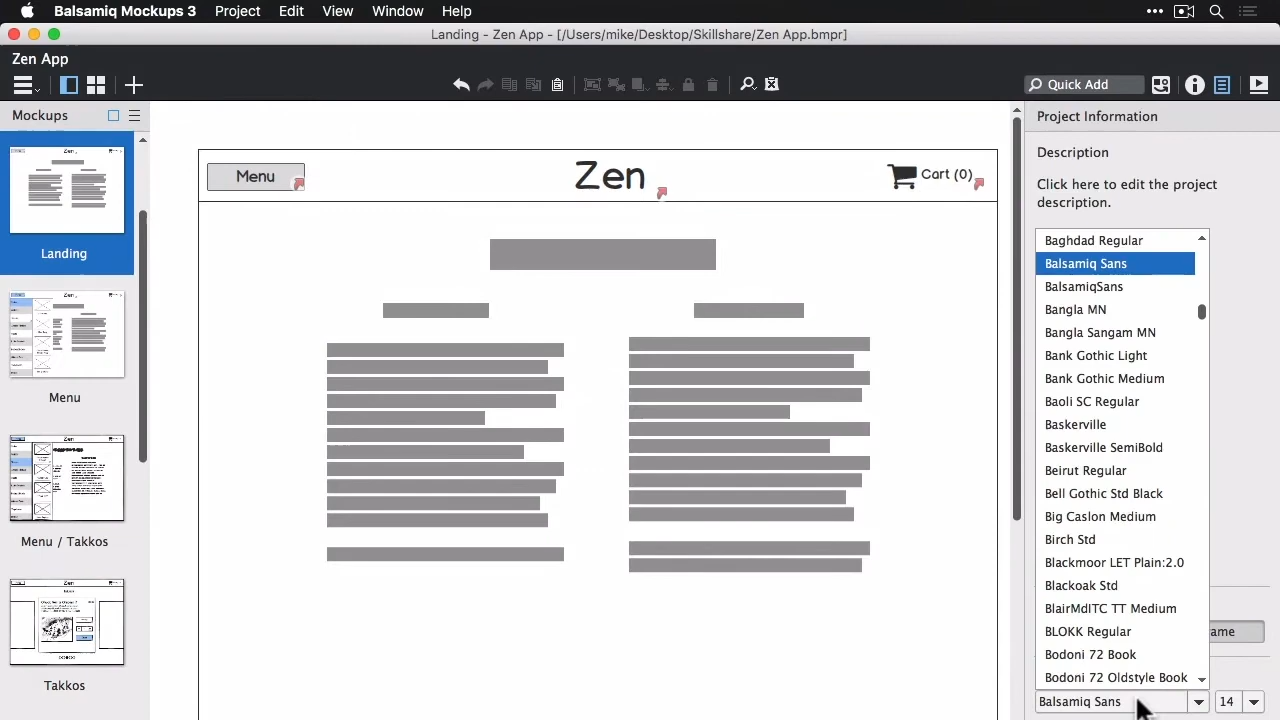 Balsamiq Mockups 3 Project Edit View Window Help
Landing - Zen App - [/Users/mike/Desktop/Skillshare/Zen App.bmpr]
Zen App
Quick Add
Mockups
Landing
Menu
Menu / Takkos
Takkos
Menu
Zen
Cart (0)
Project Information
Description
Click here to edit the project
description.
Baghdad Regular
Balsamiq Sans
BalsamiqSans
Bangla MN
Bangla Sangam MN
Bank Gothic Light
Bank Gothic Medium
Baoli SC Regular
Baskerville
Baskerville SemiBold
Beirut Regular
Bell Gothic Std Black
Big Caslon Medium
Birch Std
Blackmoor LET Plain:2.0
Blackoak Std
BlairMdITC TT Medium
BLOKK Regular
Bodoni 72 Book
Bodoni 72 Oldstyle Book
ame
Balsamiq Sans 14